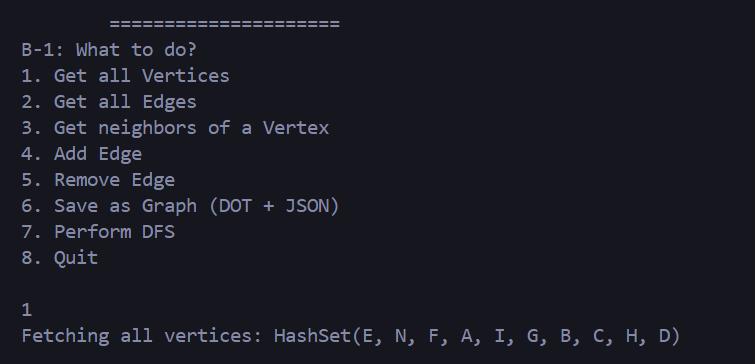 =====================
B-1: What to do?
1. Get all Vertices
2. Get all Edges
3. Get neighbors of a Vertex
4. Add Edge
5. Remove Edge
6. Save as Graph (DOT + JSON)
7. Perform DFS
8. Quit
1
Fetching all vertices: HashSet(E, N, F, A, I, G, B, C, H, D)